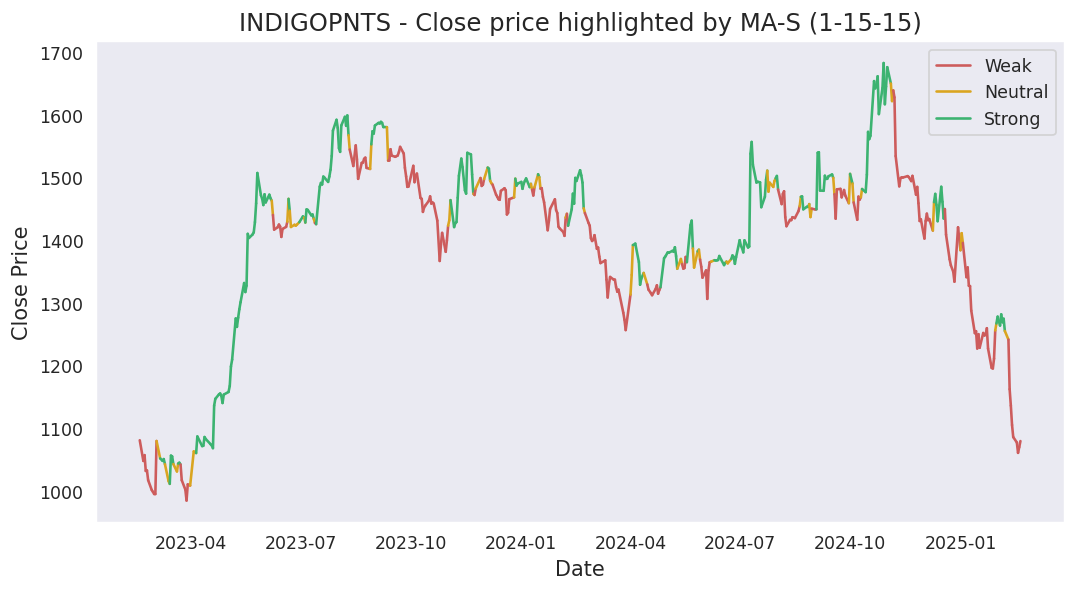 INDIGOPNTS - Close price highlighted by MA-S (1-15-15)
Weak
Neutral
Strong
Close Price
1700
1600
1500
1400
1300
1200
1100
1000
2023-04 2023-07 2023-10 2024-01 2024-04 2024-07 2024-10 2025-01
Date